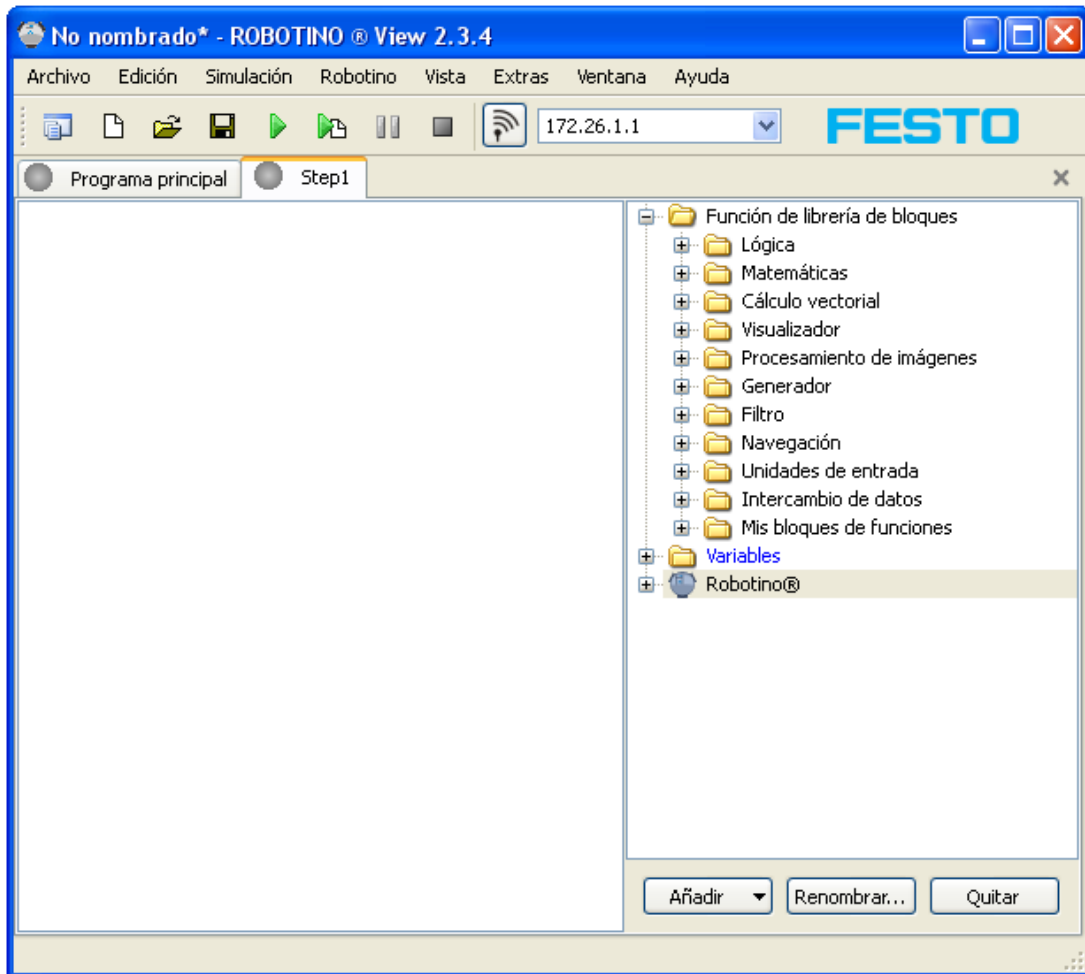 No nombrado* - ROBOTINO ® View 2.3.4
Archivo Edición Simulación Robotino Vista Extras Ventana Ayuda
172.26.1.1 FESTO
Programa principal Step1
Función de librería de bloques
Lógica
Matemáticas
Cálculo vectorial
Visualizador
Procesamiento de imágenes
Generador
Filtro
Navegación
Unidades de entrada
Intercambio de datos
Mis bloques de funciones
Variables
Robotino®
Añadir Renombrar... Quitar